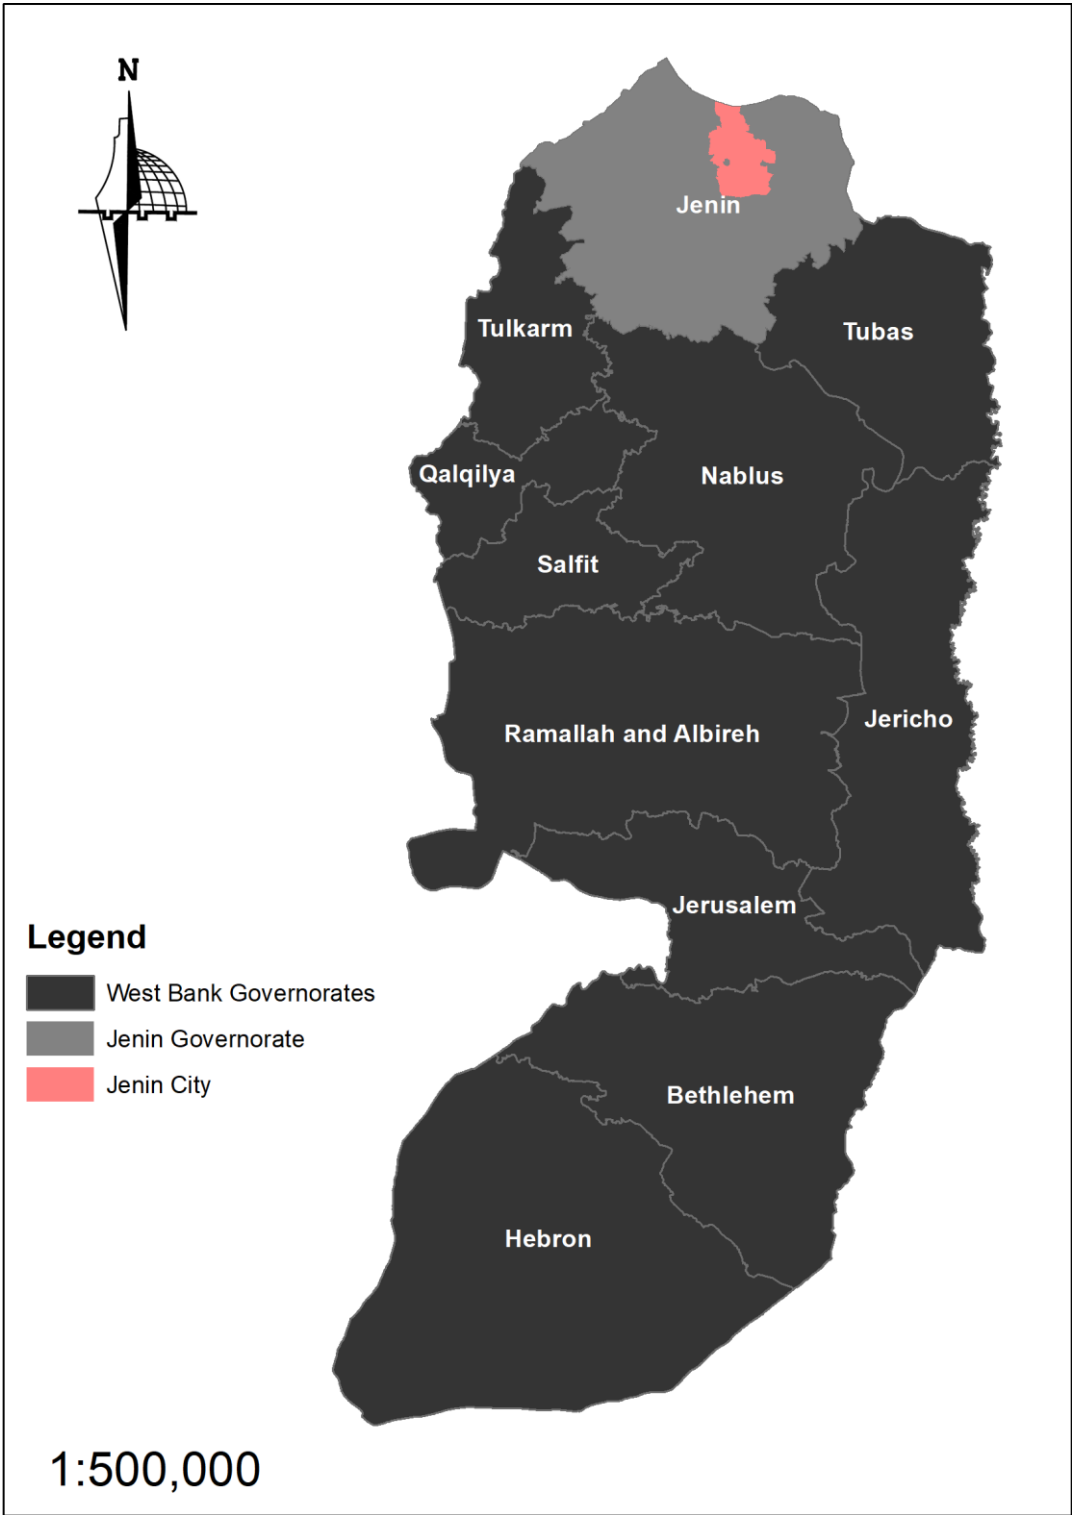 N
Jenin
Tulkarm
Tubas
Qalqilya
Nablus
Salfit
Jericho
Ramallah and Albireh
Jerusalem
Legend
West Bank Governorates
Jenin Governorate
Jenin City
Bethlehem
Hebron
1:500,000